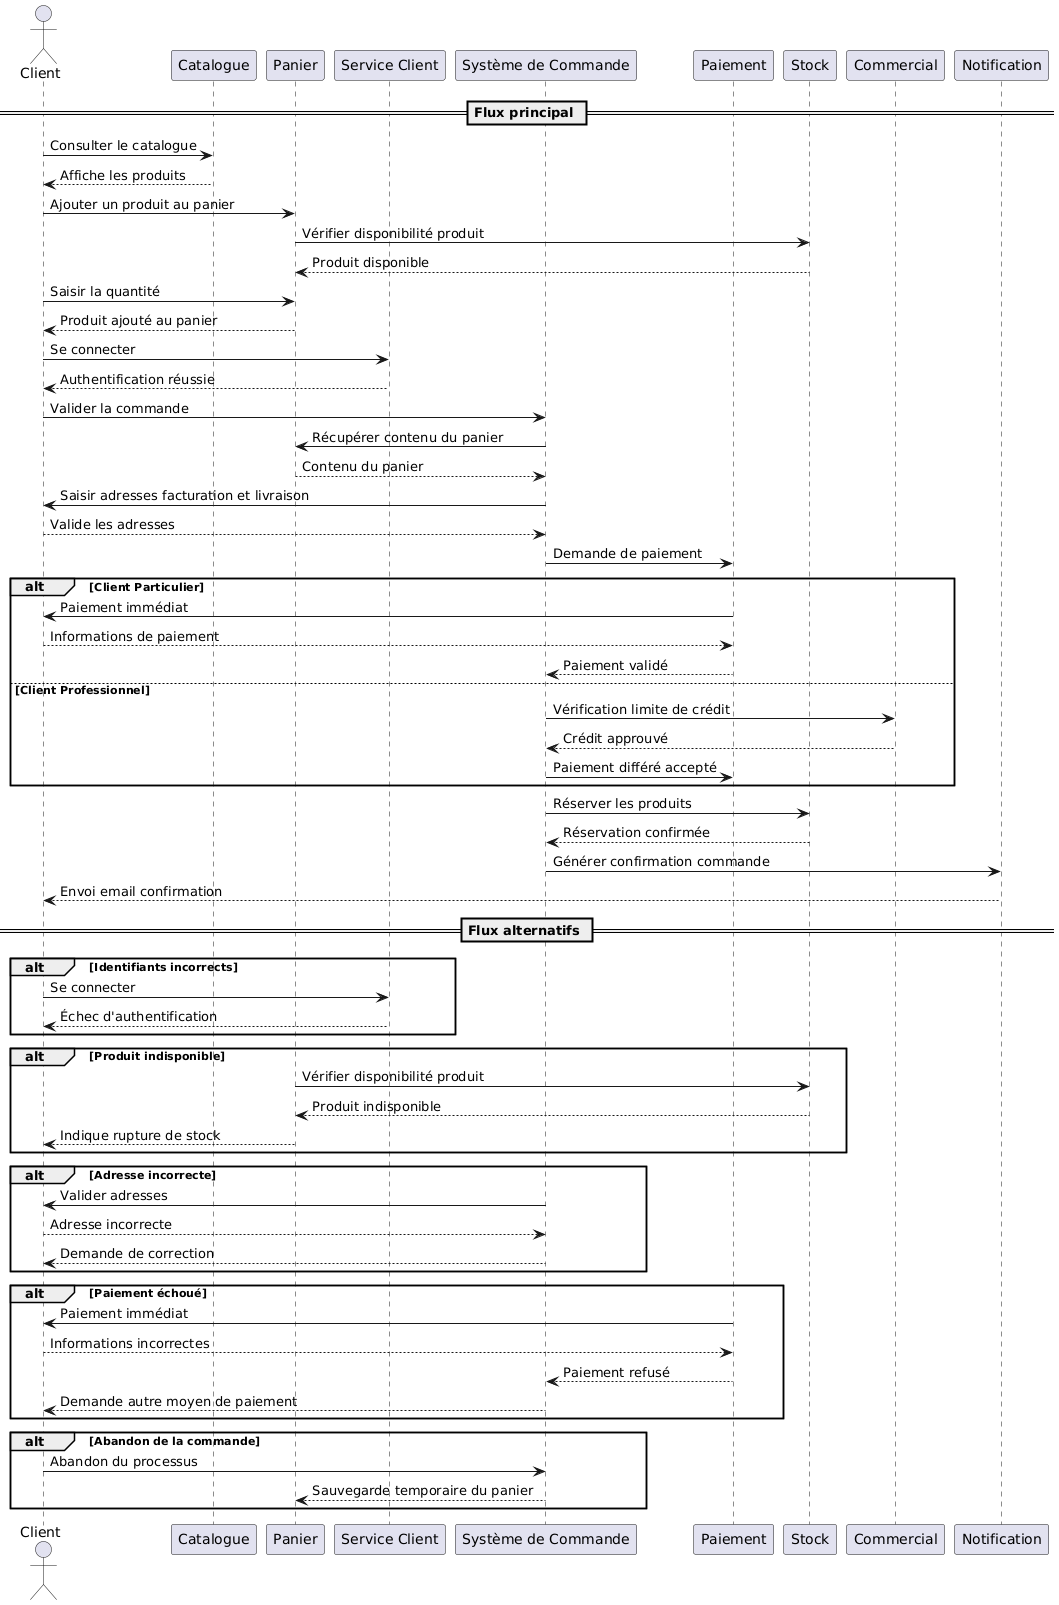 Client
Catalogue
Panier
Service Client
Système de Commande
Paiement
Stock
Commercial
Notification
Flux principal
Consulter le catalogue
Affiche les produits
Ajouter un produit au panier
Vérifier disponibilité produit
Produit disponible
Saisir la quantité
Produit ajouté au panier
Se connecter
Authentification réussie
Valider la commande
Récupérer contenu du panier
Contenu du panier
Saisir adresses facturation et livraison
Valide les adresses
Demande de paiement
alt [Client Particulier]
Paiement immédiat
Informations de paiement
Paiement validé
[Client Professionnel]
Vérification limite de crédit
Crédit approuvé
Paiement différé accepté
Réserver les produits
Réservation confirmée
Générer confirmation commande
Envoi email confirmation
Flux alternatifs
alt [Identifiants incorrects]
Se connecter
Échec d'authentification
alt [Produit indisponible]
Vérifier disponibilité produit
Produit indisponible
Indique rupture de stock
alt [Adresse incorrecte]
Valider adresses
Adresse incorrecte
Demande de correction
alt [Paiement échoué]
Paiement immédiat
Informations incorrectes
Paiement refusé
Demande autre moyen de paiement
alt [Abandon de la commande]
Abandon du processus
Sauvegarde temporaire du panier
Client
Catalogue
Panier
Service Client
Système de Commande
Paiement
Stock
Commercial
Notification